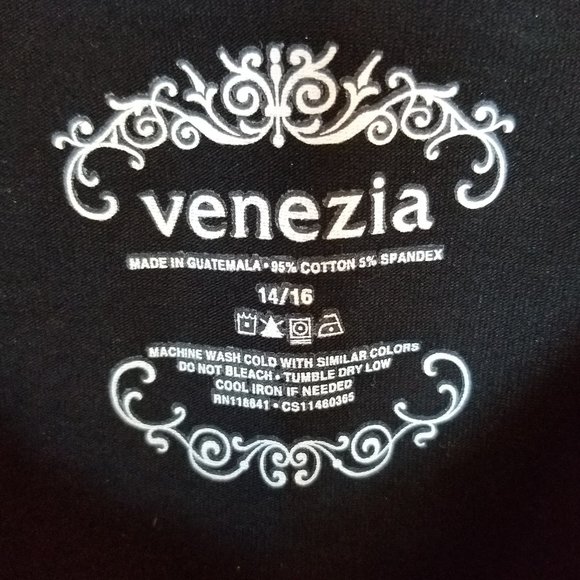 venezia
MADE IN GUATEMALA • 95% COTTON 5% SPANDEX
14/16
MACHINE WASH COLD WITH SIMILAR COLORS
DO NOT BLEACH • TUMBLE DRY LOW
COOL IRON IF NEEDED
RN118641 • CS11460365